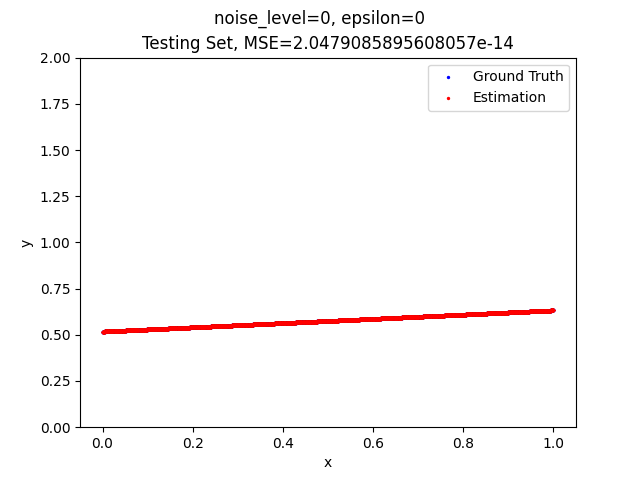 noise_level=0, epsilon=0
Testing Set, MSE=2.0479085895608057e-14
Ground Truth
Estimation
2.00
1.75
1.50
1.25
1.00
0.75
0.50
0.25
0.00
y
0.0 0.2 0.4 0.6 0.8 1.0
x